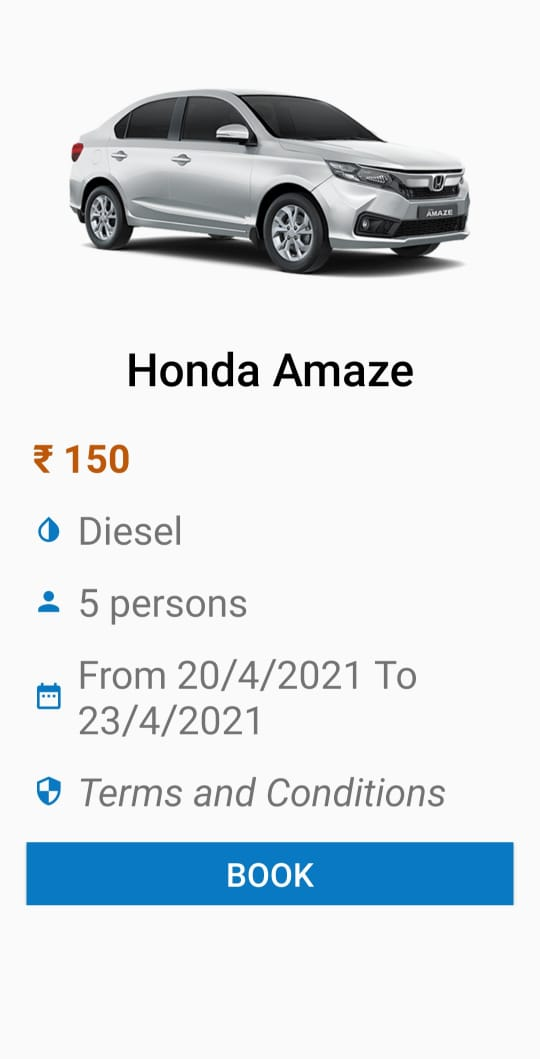 AMAZE
Honda Amaze
₹ 150
Diesel
5 persons
From 20/4/2021 To
23/4/2021
Terms and Conditions
BOOK